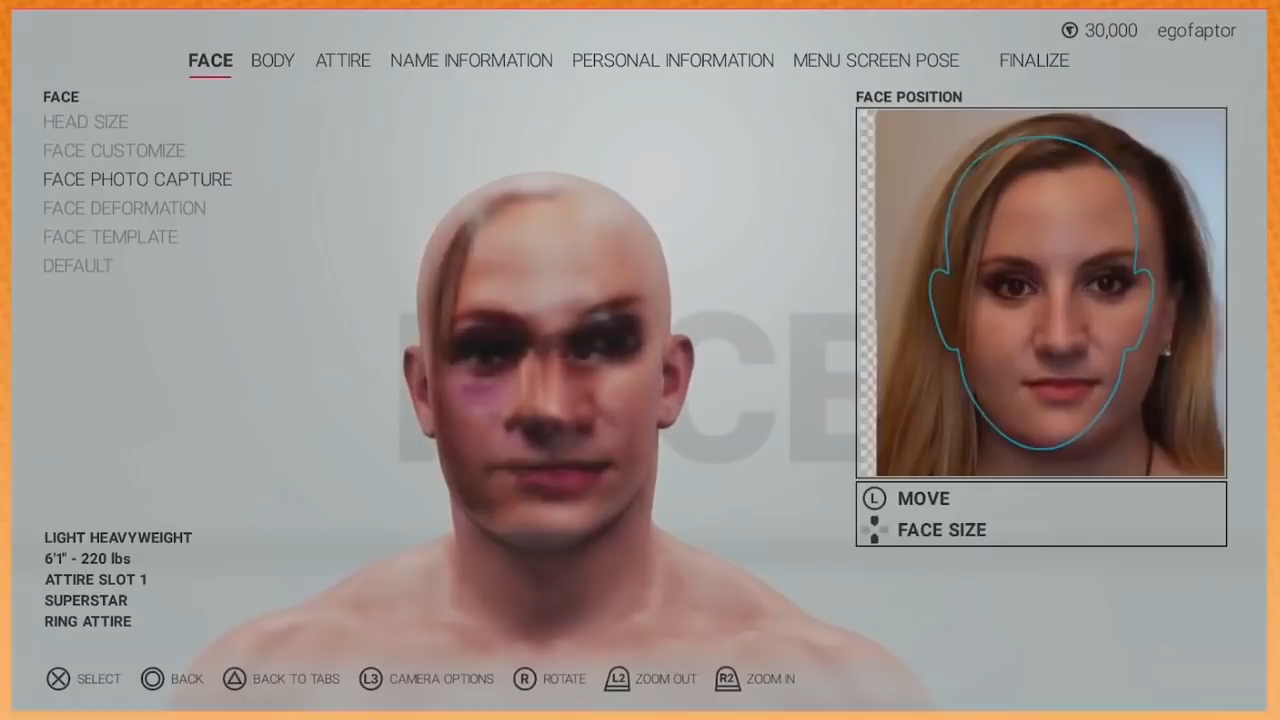 30,000 egofaptor
FACE BODY ATTIRE NAME INFORMATION PERSONAL INFORMATION MENU SCREEN POSE FINALIZE
FACE
HEAD SIZE
FACE CUSTOMIZE
FACE PHOTO CAPTURE
FACE DEFORMATION
FACE TEMPLATE
DEFAULT
FACE POSITION
FACE
L MOVE
FACE SIZE
LIGHT HEAVYWEIGHT
6'1" - 220 lbs
ATTIRE SLOT 1
SUPERSTAR
RING ATTIRE
SELECT BACK BACK TO TABS L3 CAMERA OPTIONS R ROTATE L2 ZOOM OUT R2 ZOOM IN